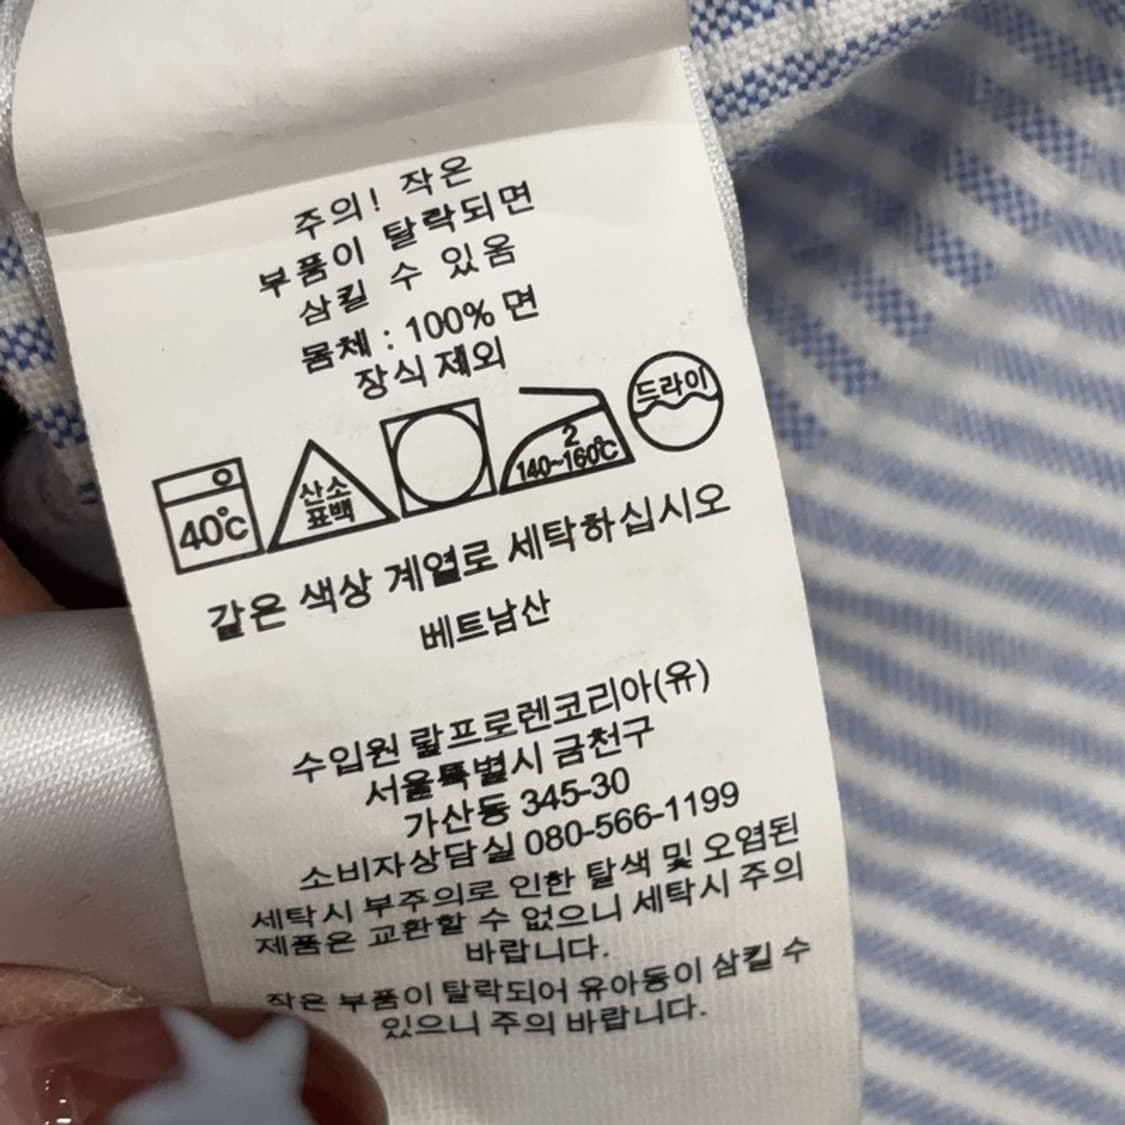 주의! 작은
부품이 탈락되면
삼킬 수 있음
몸체 : 100% 면
장식 제외
40℃
산소
표백
2
140~160℃
드라이
같은 색상 계열로 세탁하십시오
베트남산
수입원 랄프로렌코리아(유)
서울특별시 금천구
가산동 345-30
소비자상담실 080-566-1199
세탁시 부주의로 인한 탈색 및 오염된
제품은 교환할 수 없으니 세탁시 주의
바랍니다.
작은 부품이 탈락되어 유아동이 삼킬 수
있으니 주의 바랍니다.